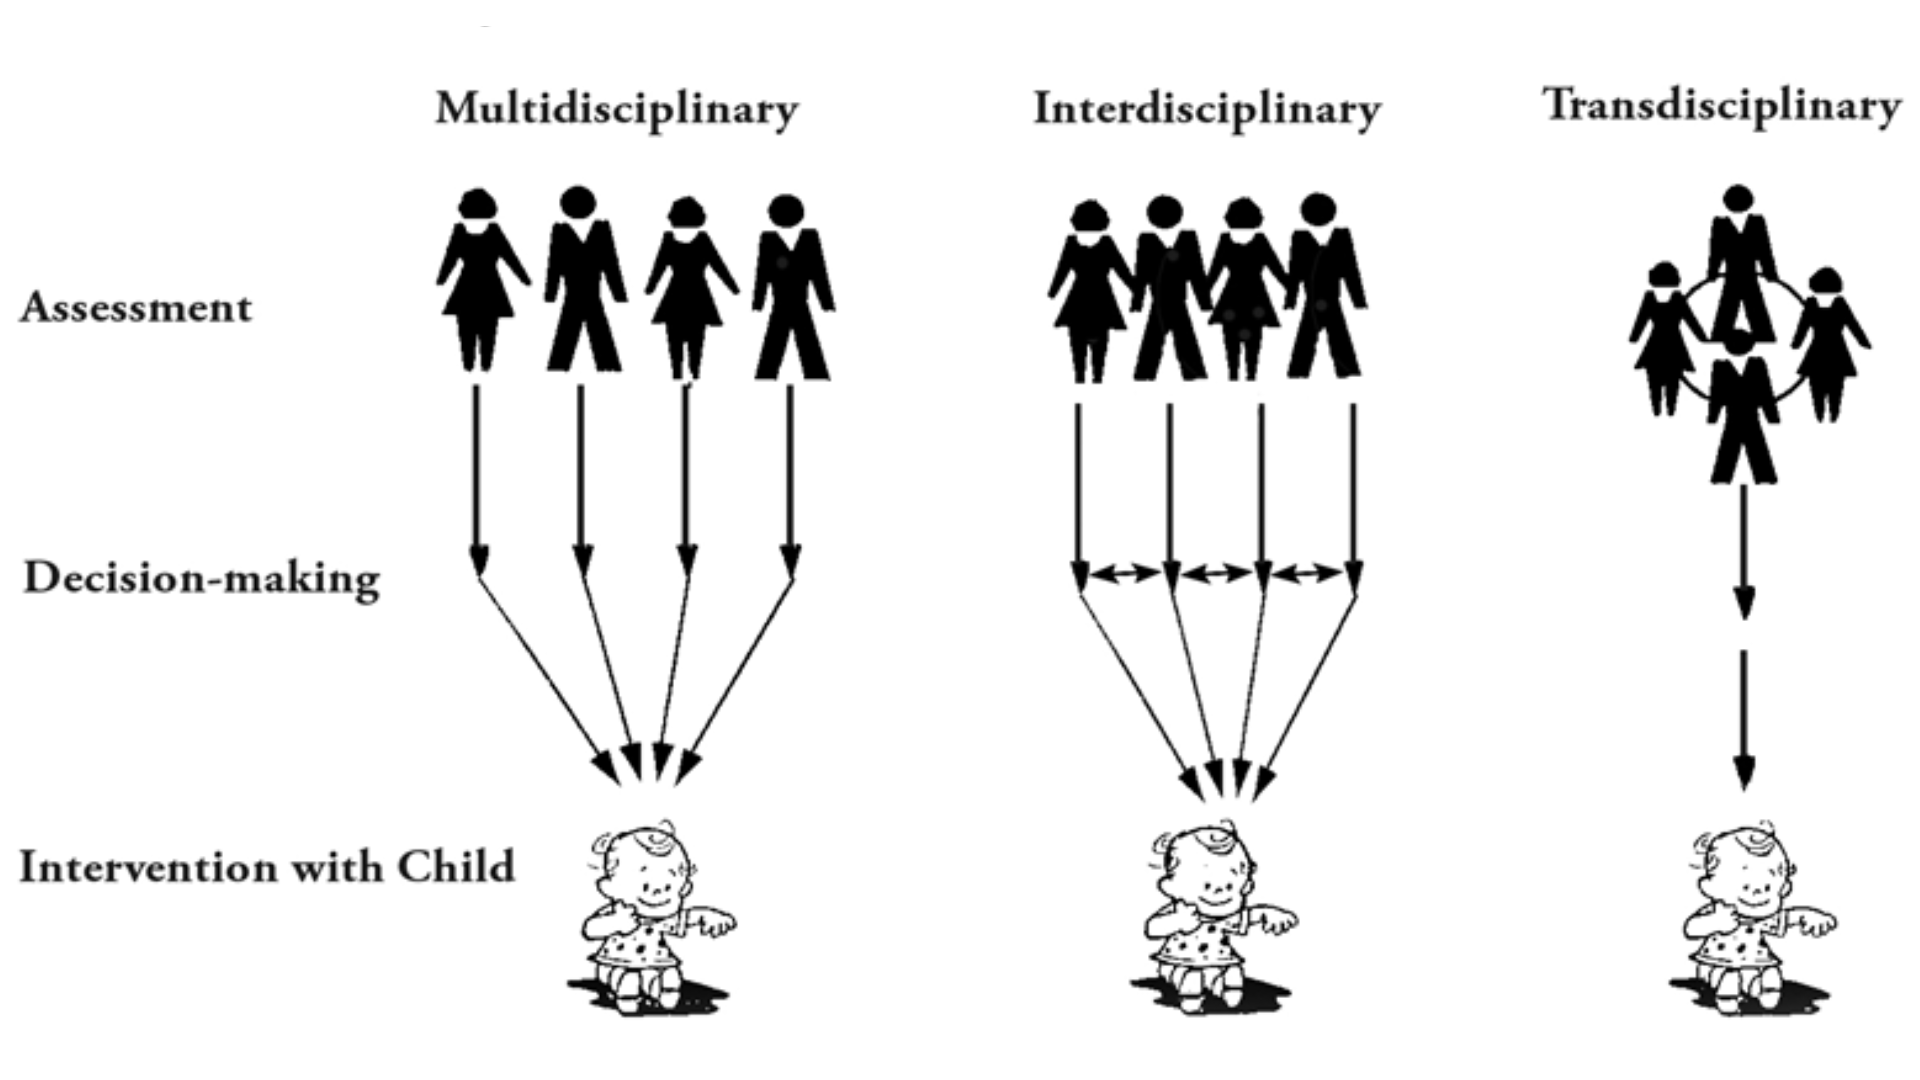 Multidisciplinary
Interdisciplinary
Transdisciplinary
Assessment
Decision-making
Intervention with Child